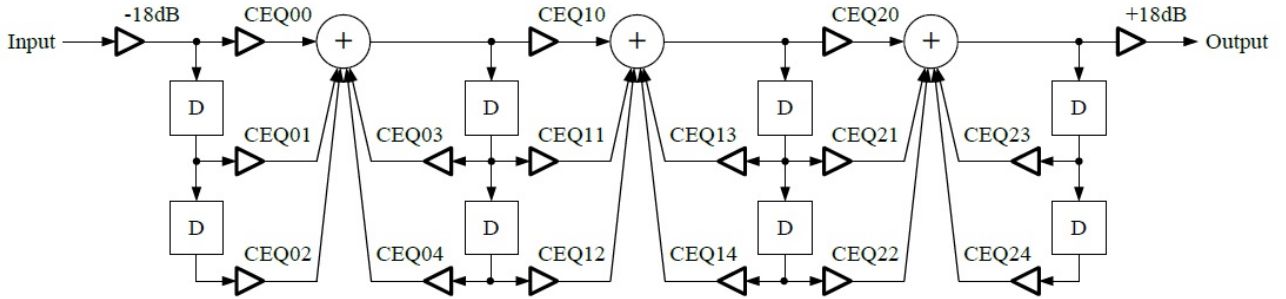 -18dB CEQ00 CEQ10 CEQ20 +18dB
Input + + + Output
D D D D
CEQ01 CEQ03 CEQ11 CEQ13 CEQ21 CEQ23
D D D D
CEQ02 CEQ04 CEQ12 CEQ14 CEQ22 CEQ24